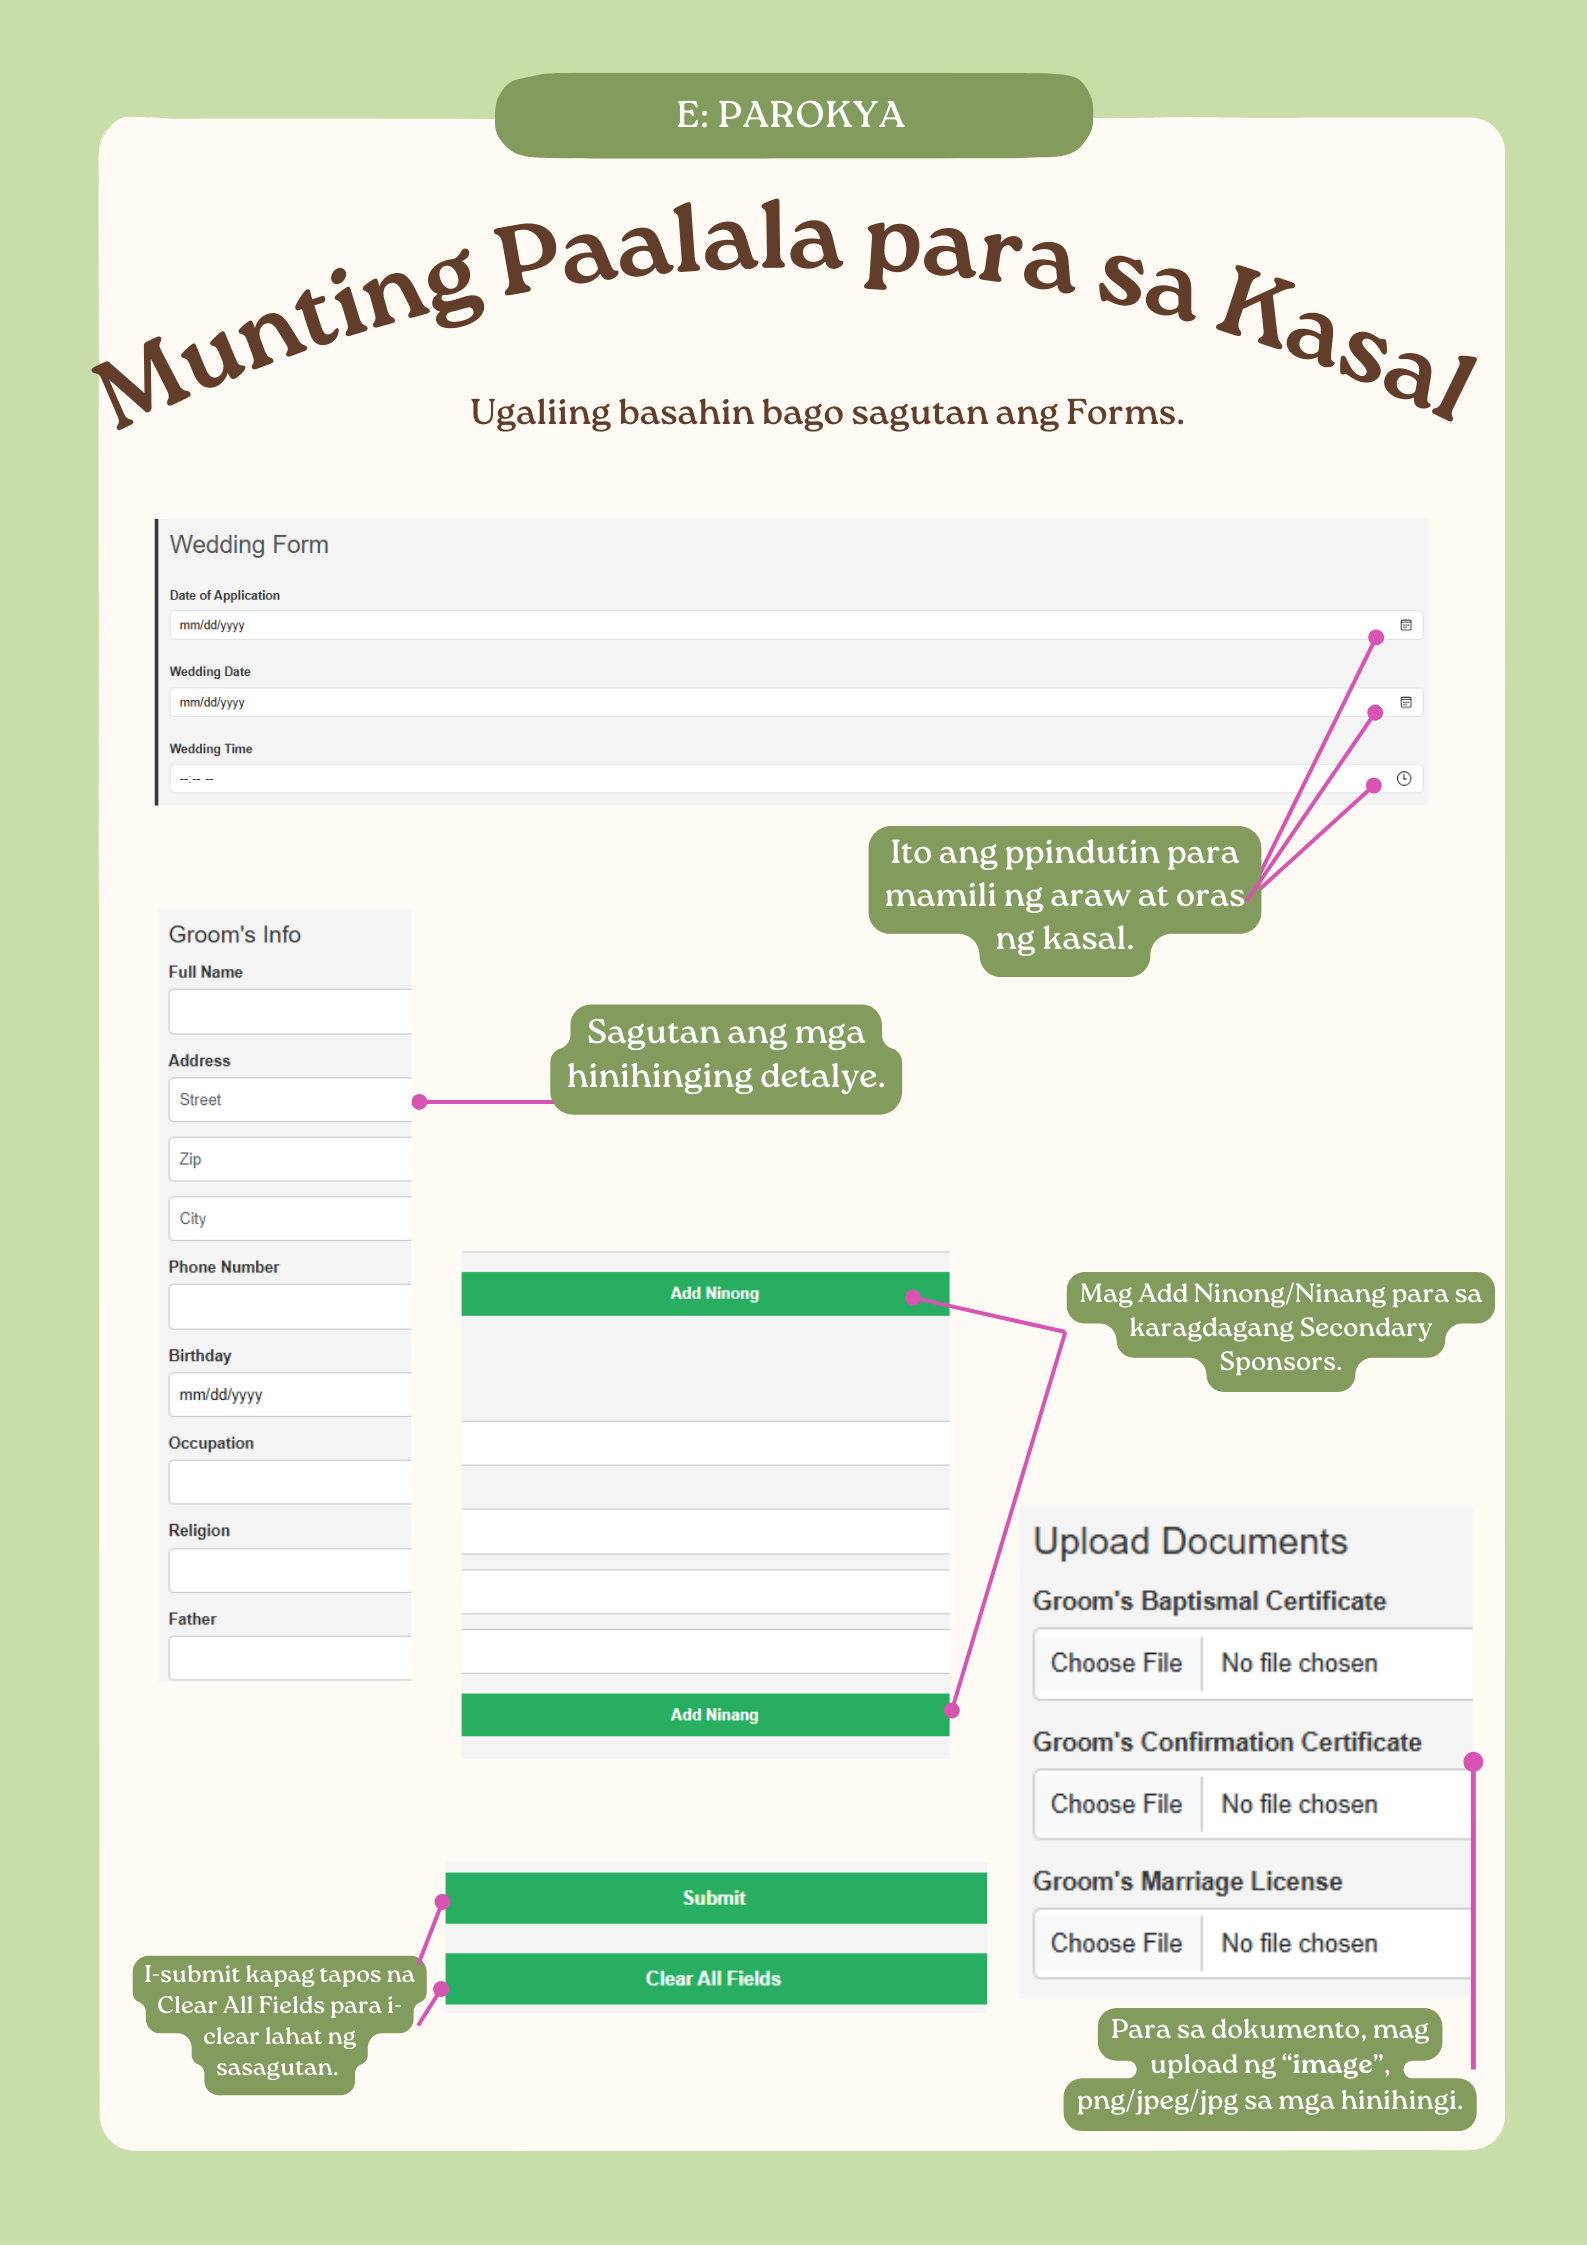 E: PAROKYA
Munting Paalala para sa Kasal
Ugaliing basahin bago sagutan ang Forms.
Wedding Form
Date of Application
mm/dd/yyyy
Wedding Date
mm/dd/yyyy
Wedding Time
--:-- --
Ito ang ppindutin para
mamili ng araw at oras
ng kasal.
Groom's Info
Full Name
Address
Street
Zip
City
Phone Number
Birthday
mm/dd/yyyy
Occupation
Religion
Father
Sagutan ang mga
hinihinging detalye.
Add Ninong
Add Ninang
Mag Add Ninong/Ninang para sa
karagdagang Secondary
Sponsors.
Upload Documents
Groom's Baptismal Certificate
Choose File No file chosen
Groom's Confirmation Certificate
Choose File No file chosen
Groom's Marriage License
Choose File No file chosen
Submit
Clear All Fields
I-submit kapag tapos na
Clear All Fields para i-
clear lahat ng
sasagutan.
Para sa dokumento, mag
upload ng “image”,
png/jpeg/jpg sa mga hinihingi.